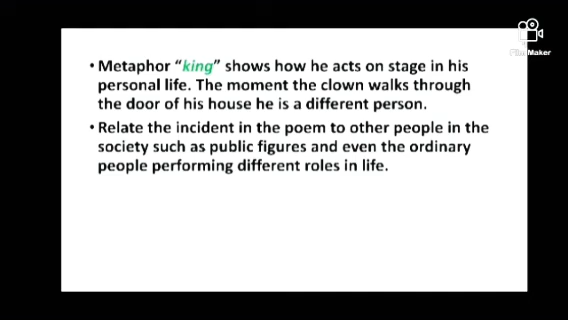 FilmMaker
• Metaphor "king" shows how he acts on stage in his
personal life. The moment the clown walks through
the door of his house he is a different person.
• Relate the incident in the poem to other people in the
society such as public figures and even the ordinary
people performing different roles in life.